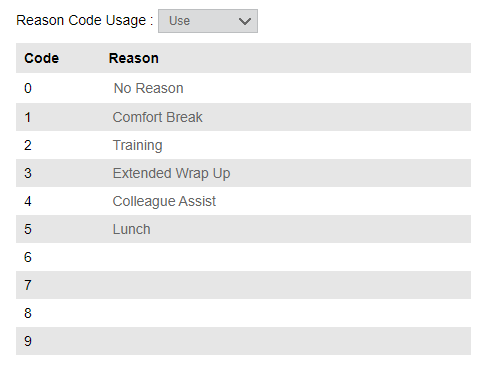 Reason Code Usage : Use
Code Reason
0 No Reason
1 Comfort Break
2 Training
3 Extended Wrap Up
4 Colleague Assist
5 Lunch
6
7
8
9